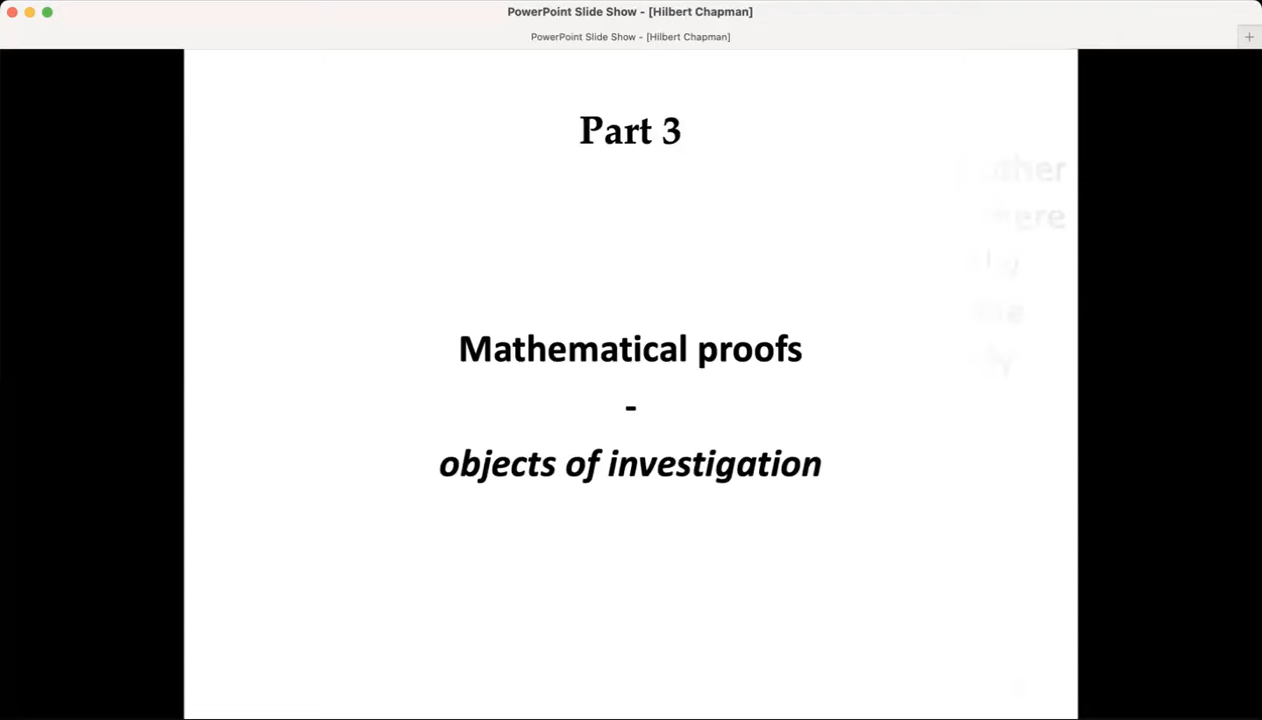 PowerPoint Slide Show - [Hilbert Chapman]
PowerPoint Slide Show - [Hilbert Chapman]
Part 3
Mathematical proofs
-
objects of investigation